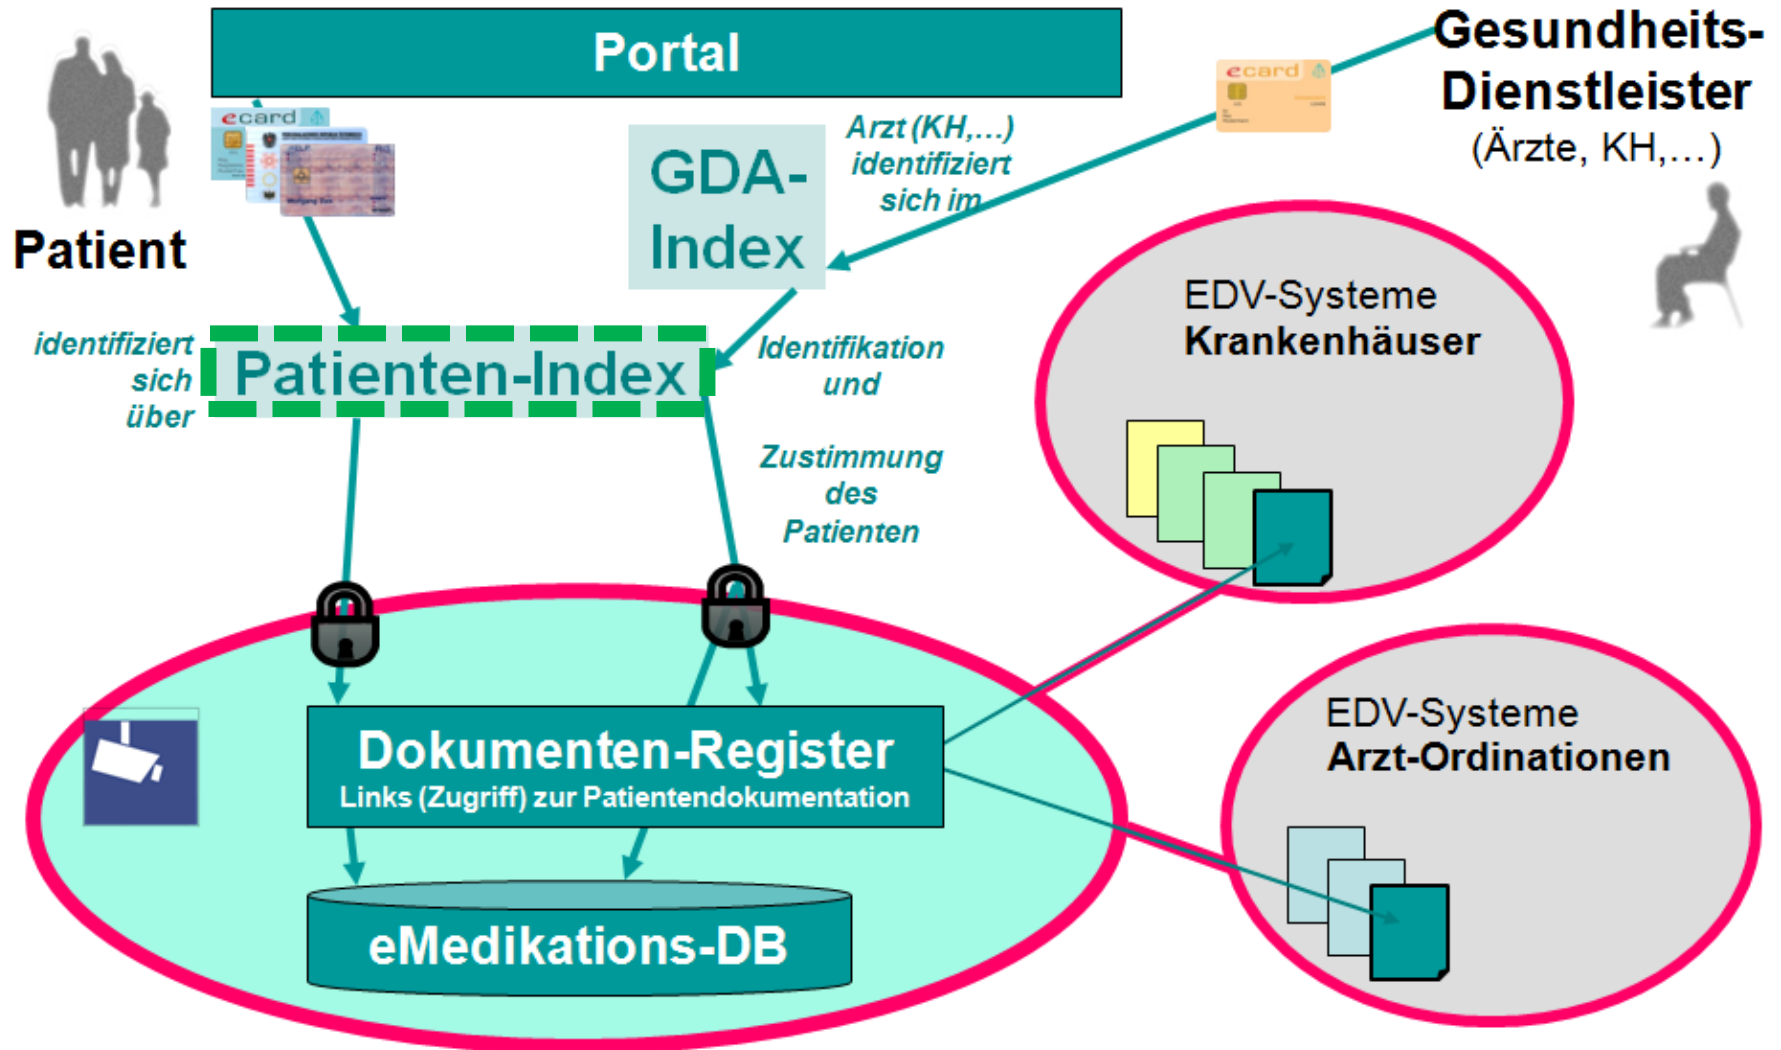 Portal
Gesundheits-
Dienstleister
(Ärzte, KH,...)
ecard
ecard
Patient
GDA-
Index
Arzt (KH,...)
identifiziert
sich im
identifiziert
sich
über
Patienten-Index
Identifikation
und
Zustimmung
des
Patienten
EDV-Systeme
Krankenhäuser
EDV-Systeme
Arzt-Ordinationen
Dokumenten-Register
Links (Zugriff) zur Patientendokumentation
eMedikations-DB